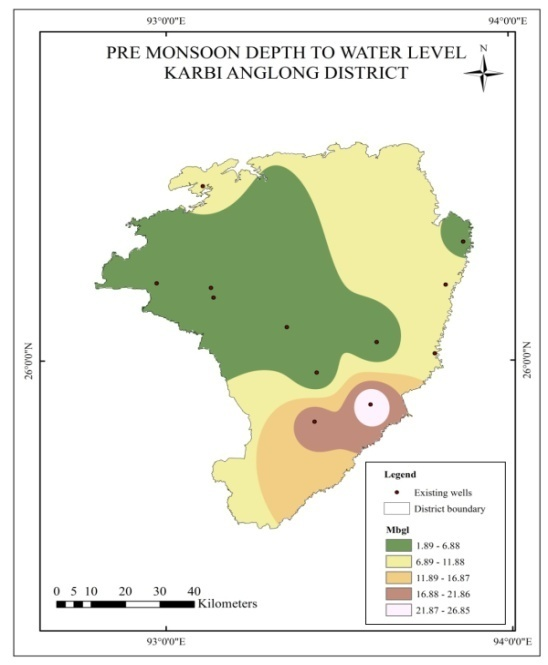 93°0'0"E 94°0'0"E
PRE MONSOON DEPTH TO WATER LEVEL
KARBI ANGLONG DISTRICT
N
26°0'0"N 26°0'0"N
Legend
Existing wells
District boundary
Mbgl
1.89 - 6.88
6.89 - 11.88
11.89 - 16.87
16.88 - 21.86
21.87 - 26.85
0 5 10 20 30 40
Kilometers
93°0'0"E 94°0'0"E